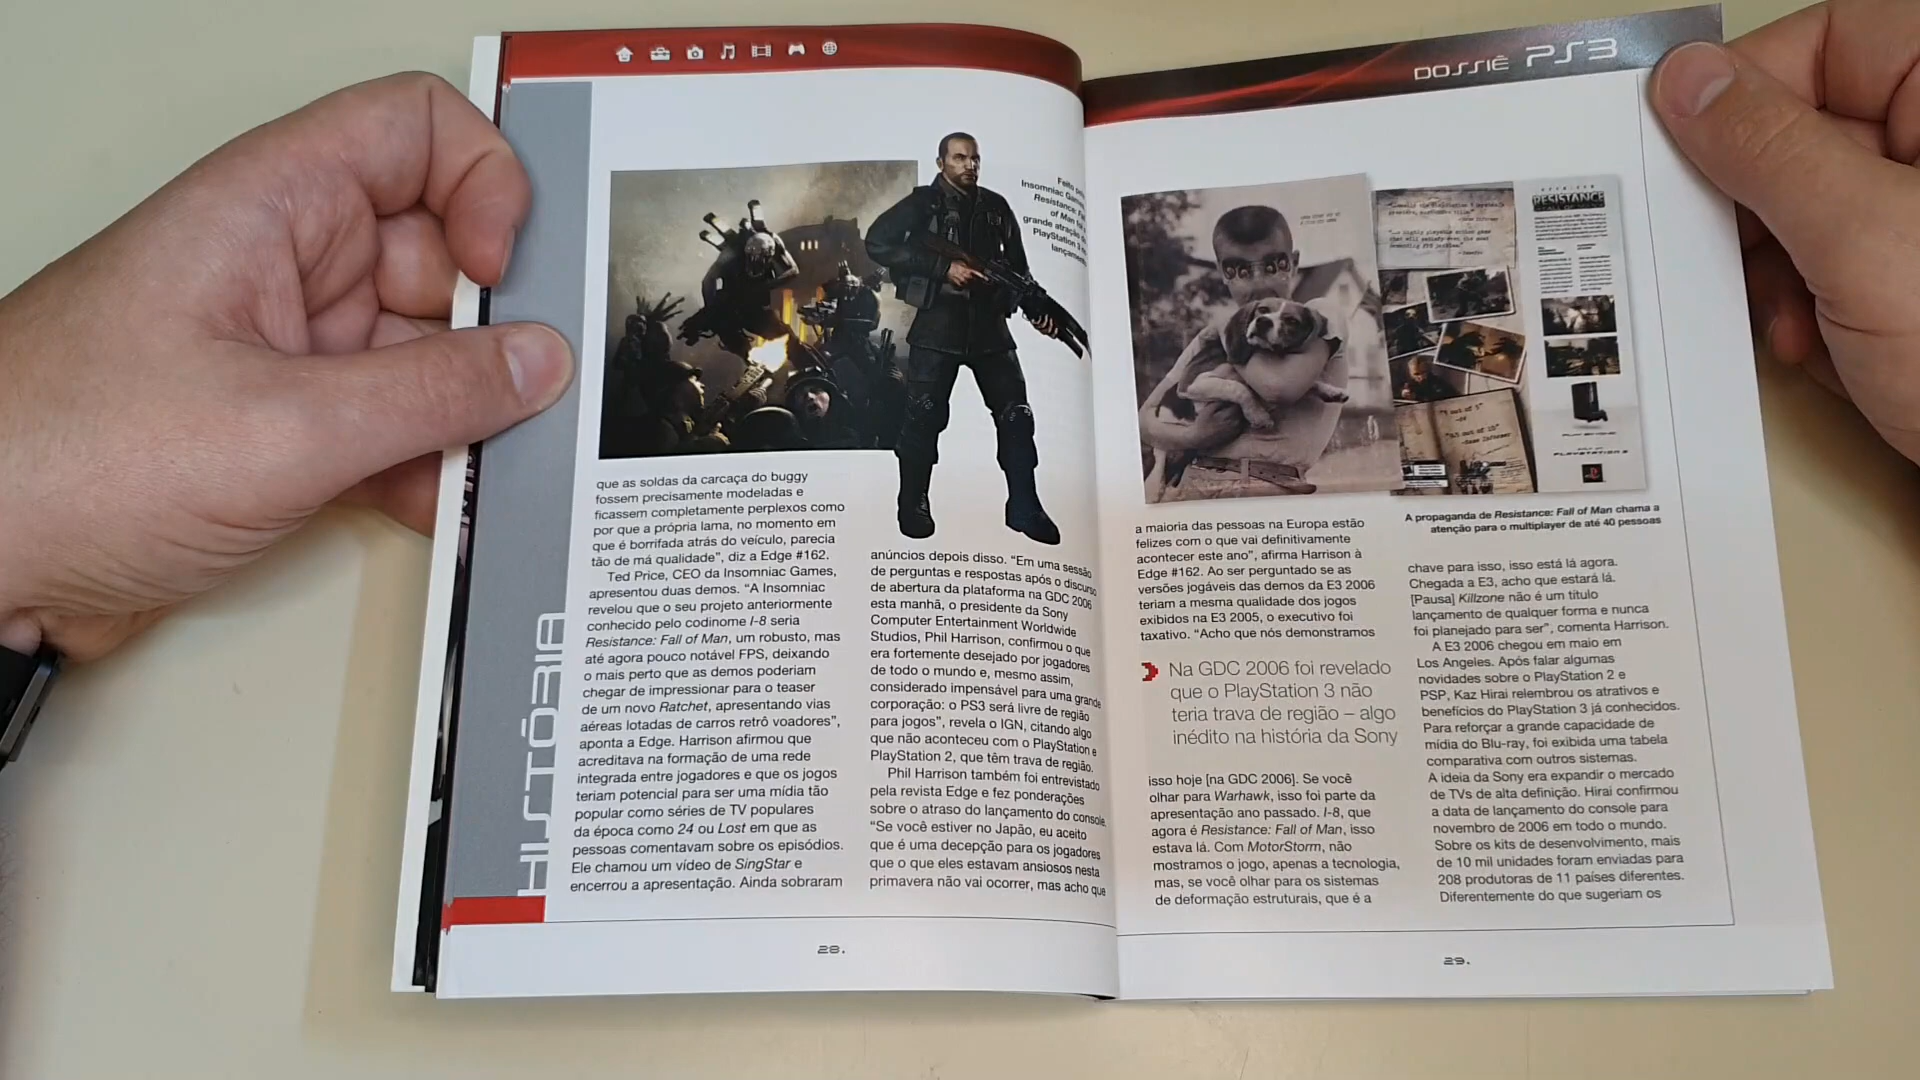 DOSSIÊ PS3
HISTÓRIA
Insomniac Games,
grande atração
PlayStation 3
lançamento
que as soldas da carcaça do buggy
fossem precisamente modeladas e
ficassem completamente perplexos como
por que a própria lama, no momento em
que é borrifada atrás do veículo, parecia
tão de má qualidade”, diz a Edge #162.
Ted Price, CEO da Insomniac Games,
apresentou duas demos. “A Insomniac
revelou que o seu projeto anteriormente
conhecido pelo codinome I-8 seria
Resistance: Fall of Man, um robusto, mas
até agora pouco notável FPS, deixando
o mais perto que as demos poderiam
chegar de impressionar para o teaser
de um novo Ratchet, apresentando vias
aéreas lotadas de carros retrô voadores”,
aponta a Edge. Harrison afirmou que
acreditava na formação de uma rede
integrada entre jogadores e que os jogos
teriam potencial para ser uma mídia tão
popular como séries de TV populares
da época como 24 ou Lost em que as
pessoas comentavam sobre os episódios.
Ele chamou um vídeo de SingStar e
encerrou a apresentação. Ainda sobraram
anúncios depois disso. “Em uma sessão
de perguntas e respostas após o discurso
de abertura da plataforma na GDC 2006
esta manhã, o presidente da Sony
Computer Entertainment Worldwide
Studios, Phil Harrison, confirmou o que
era fortemente desejado por jogadores
de todo o mundo e, mesmo assim,
considerado impensável para uma grande
corporação: o PS3 será livre de região
para jogos”, revela o IGN, citando algo
que não aconteceu com o PlayStation e
PlayStation 2, que têm trava de região.
Phil Harrison também foi entrevistado
pela revista Edge e fez ponderações
sobre o atraso do lançamento do console.
“Se você estiver no Japão, eu aceito
que é uma decepção para os jogadores
que o que eles estavam ansiosos nesta
primavera não vai ocorrer, mas acho que
28.
RESISTANCE
A propaganda de Resistance: Fall of Man chama a
atenção para o multiplayer de até 40 pessoas
a maioria das pessoas na Europa estão
felizes com o que vai definitivamente
acontecer este ano”, afirma Harrison à
Edge #162. Ao ser perguntado se as
versões jogáveis das demos da E3 2006
teriam a mesma qualidade dos jogos
exibidos na E3 2005, o executivo foi
taxativo. “Acho que nós demonstramos
Na GDC 2006 foi revelado
que o PlayStation 3 não
teria trava de região – algo
inédito na história da Sony
isso hoje [na GDC 2006]. Se você
olhar para Warhawk, isso foi parte da
apresentação ano passado. I-8, que
agora é Resistance: Fall of Man, isso
estava lá. Com MotorStorm, não
mostramos o jogo, apenas a tecnologia,
mas, se você olhar para os sistemas
de deformação estruturais, que é a
chave para isso, isso está lá agora.
Chegada a E3, acho que estará lá.
[Pausa] Killzone não é um título
lançamento de qualquer forma e nunca
foi planejado para ser”, comenta Harrison.
A E3 2006 chegou em maio em
Los Angeles. Após falar algumas
novidades sobre o PlayStation 2 e
PSP, Kaz Hirai relembrou os atrativos e
benefícios do PlayStation 3 já conhecidos.
Para reforçar a grande capacidade de
mídia do Blu-ray, foi exibida uma tabela
comparativa com outros sistemas.
A ideia da Sony era expandir o mercado
de TVs de alta definição. Hirai confirmou
a data de lançamento do console para
novembro de 2006 em todo o mundo.
Sobre os kits de desenvolvimento, mais
de 10 mil unidades foram enviadas para
208 produtoras de 11 países diferentes.
Diferentemente do que sugeriam os
29.